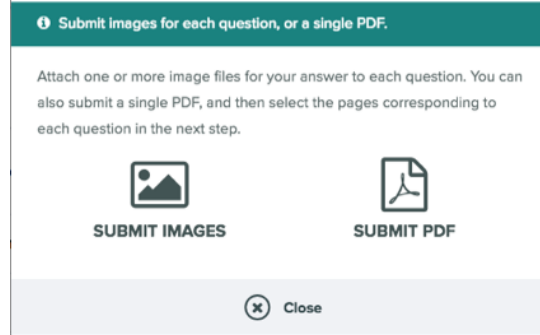 Submit images for each question, or a single PDF.
Attach one or more image files for your answer to each question. You can
also submit a single PDF, and then select the pages corresponding to
each question in the next step.
SUBMIT IMAGES
SUBMIT PDF
Close